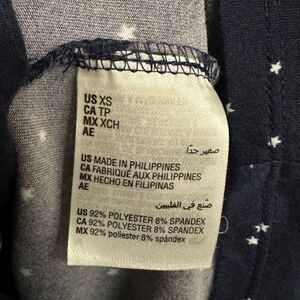 US XS
CA TP
MX XCH
AE
صغير جدًا
US MADE IN PHILIPPINES
CA FABRIQUÉ AUX PHILIPPINES
MX HECHO EN FILIPINAS
AE
صنع في الفلبين
US 92% POLYESTER 8% SPANDEX
CA 92% POLYESTER 8% SPANDEX
MX 92% poliéster 8% spándex